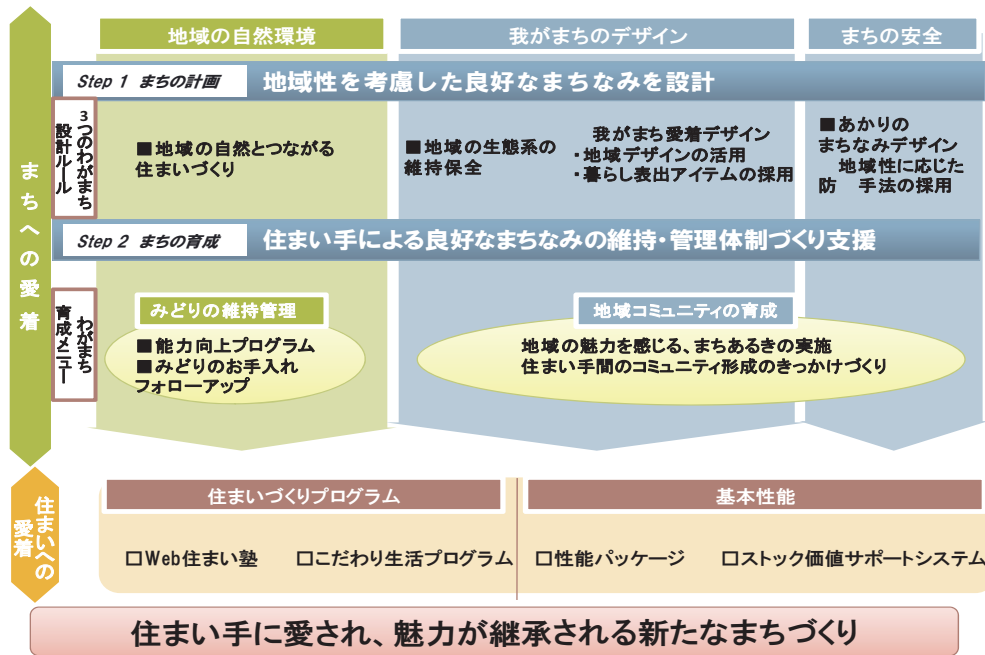 地域の自然環境
我がまちのデザイン
まちの安全
Step 1 まちの計画
地域性を考慮した良好なまちなみを設計
まちへの愛着
3つのわがまち
設計ルール
■地域の自然とつながる
住まいづくり
■地域の生態系の
維持保全
我がまち愛着デザイン
・地域デザインの活用
・暮らし表出アイテムの採用
■あかりの
まちなみデザイン
地域性に応じた
防 手法の採用
Step 2 まちの育成
住まい手による良好なまちなみの維持・管理体制づくり支援
わがまち
育成メニュー
みどりの維持管理
■能力向上プログラム
■みどりのお手入れ
フォローアップ
地域コミュニティの育成
地域の魅力を感じる、まちあるきの実施
住まい手間のコミュニティ形成のきっかけづくり
住まいへの
愛着
住まいづくりプログラム
基本性能
□Web住まい塾
□こだわり生活プログラム
□性能パッケージ
□ストック価値サポートシステム
住まい手に愛され、魅力が継承される新たなまちづくり